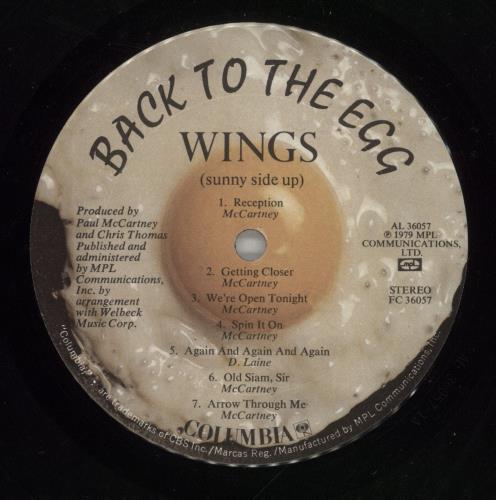 BACK TO THE EGG
WINGS
(sunny side up)
1. Reception
McCartney
2. Getting Closer
McCartney
3. We're Open Tonight
McCartney
4. Spin It On
McCartney
5. Again And Again And Again
D. Laine
6. Old Siam, Sir
McCartney
7. Arrow Through Me
McCartney
Produced by
Paul McCartney
and Chris Thomas
Published and
administered
by MPL
Communications,
Inc. by
arrangement
with Welbeck
Music Corp.
AL 36057
℗ 1979 MPL
COMMUNICATIONS,
LTD.
STEREO
FC 36057
COLUMBIA
"Columbia," are trademarks of CBS Inc./Marcas Reg./Manufactured by MPL Communications, Inc.